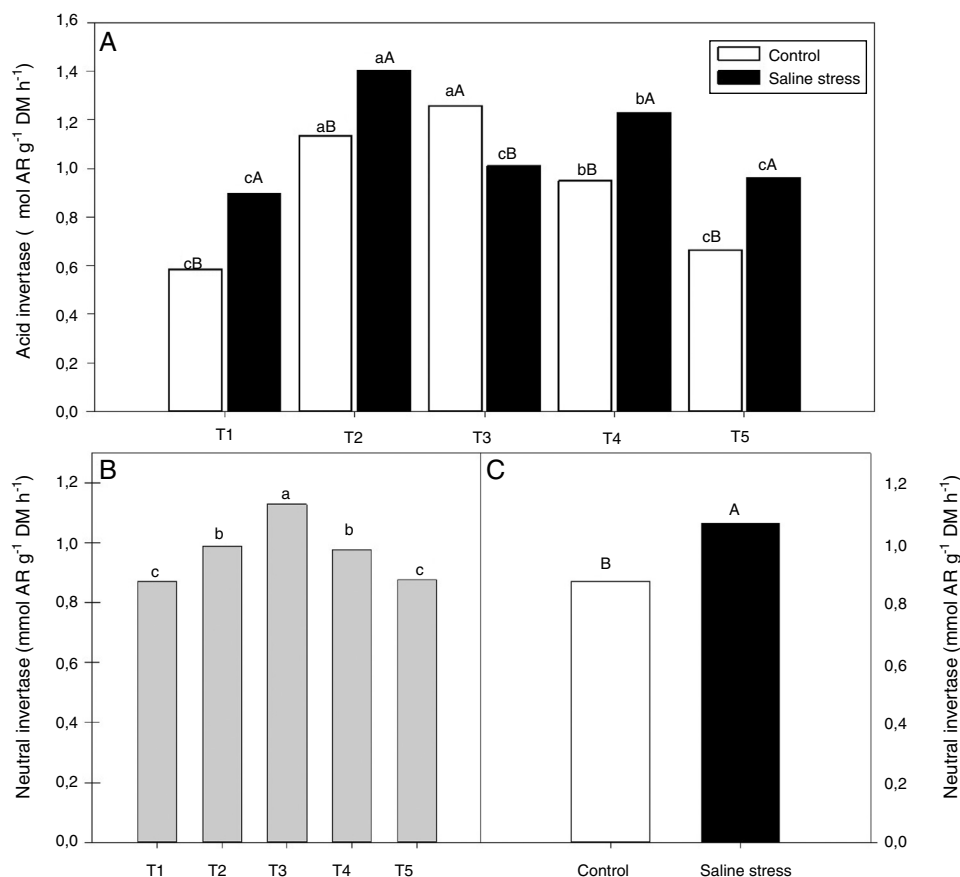 A
Control
Saline stress
Acid invertase ( mol AR g⁻¹ DM h⁻¹)
1,6
1,4
1,2
1,0
0,8
0,6
0,4
0,2
0,0
cB
cA
aB
aA
aA
cB
bB
bA
cB
cA
T1
T2
T3
T4
T5
B
Neutral invertase (mmol AR g⁻¹ DM h⁻¹)
1,2
1,0
0,8
0,6
0,4
0,2
0,0
c
b
a
b
c
T1
T2
T3
T4
T5
C
B
A
Control
Saline stress
1,2
1,0
0,8
0,6
0,4
0,2
0,0
Neutral invertase (mmol AR g⁻¹ DM h⁻¹)